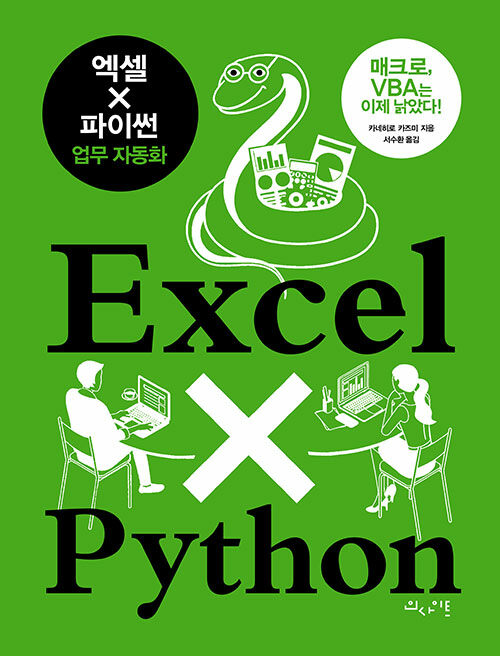 엑셀
×
파이썬
업무 자동화
매크로,
VBA는
이제 낡았다!
카네히로 카즈미 지음
서수환 옮김
Excel
×
Python
인사이트